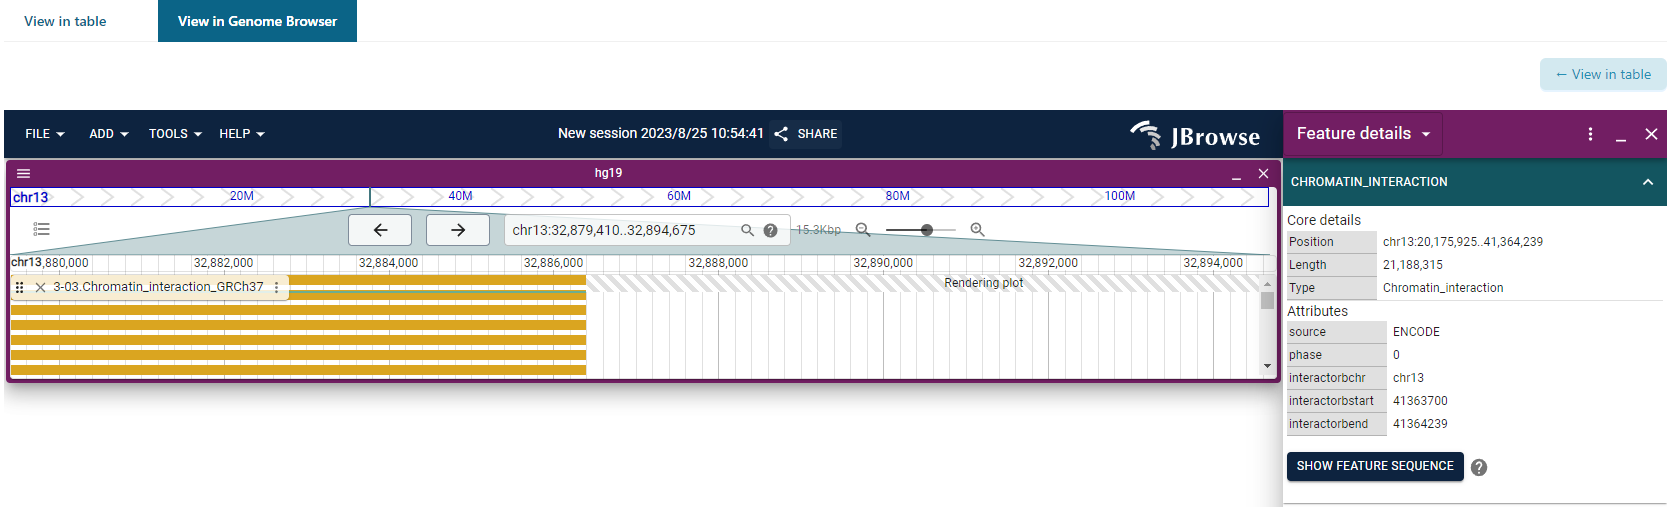 View in table
View in Genome Browser
← View in table
FILE ADD TOOLS HELP
New session 2023/8/25 10:54:41 SHARE
JBrowse
Feature details
hg19
CHROMATIN_INTERACTION
chr13 20M 40M 60M 80M 100M
chr13:32,879,410..32,894,675
15.3Kbp
chr13 ,880,000 32,882,000 32,884,000 32,886,000 32,888,000 32,890,000 32,892,000 32,894,000
3-03.Chromatin_interaction_GRCh37
Rendering plot
Core details
Position chr13:20,175,925..41,364,239
Length 21,188,315
Type Chromatin_interaction
Attributes
source ENCODE
phase 0
interactorbchr chr13
interactorbstart 41363700
interactorbend 41364239
SHOW FEATURE SEQUENCE